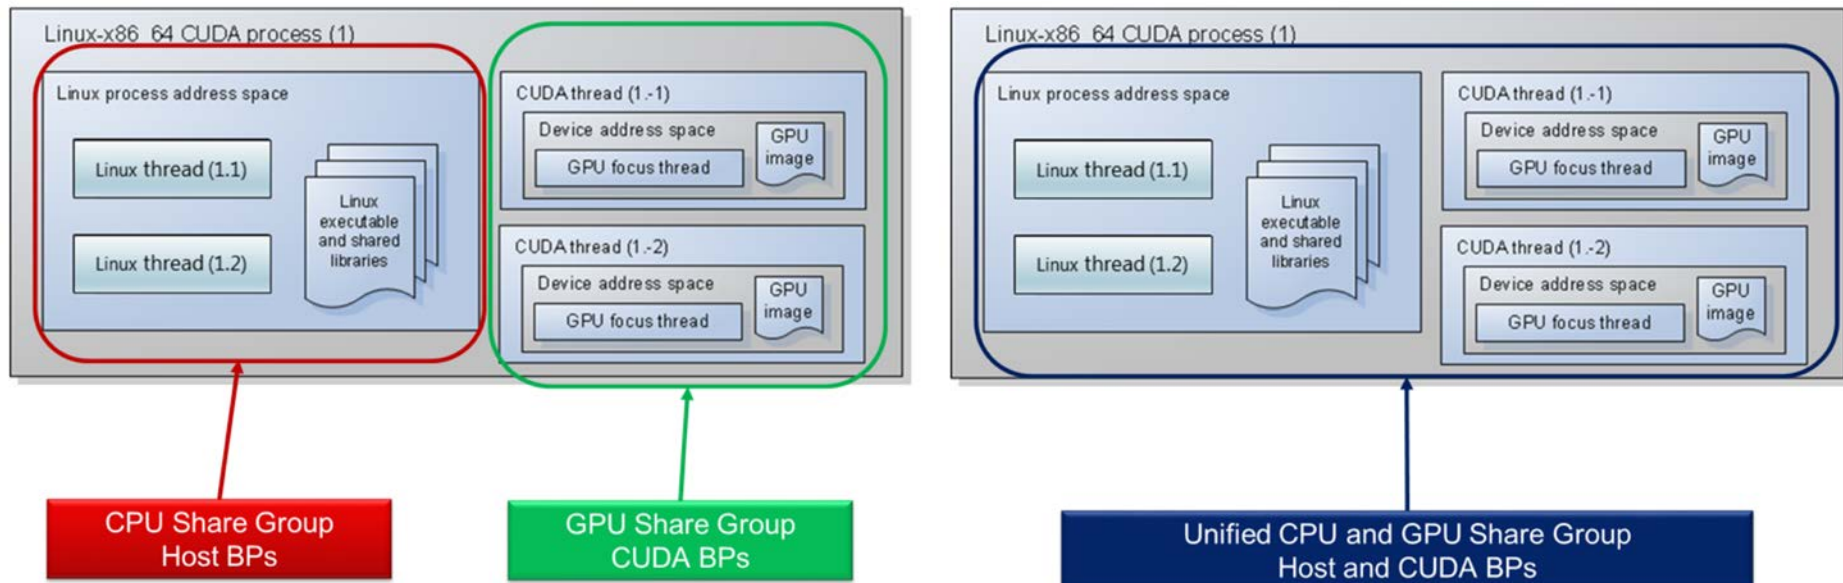 Linux-x86_64 CUDA process (1)
Linux process address space
Linux thread (1.1)
Linux thread (1.2)
Linux
executable
and shared
libraries
CUDA thread (1.-1)
Device address space
GPU focus thread
GPU
image
CUDA thread (1.-2)
Device address space
GPU focus thread
GPU
image
CPU Share Group
Host BPs
GPU Share Group
CUDA BPs
Linux-x86_64 CUDA process (1)
Linux process address space
Linux thread (1.1)
Linux thread (1.2)
Linux
executable
and shared
libraries
CUDA thread (1.-1)
Device address space
GPU focus thread
GPU
image
CUDA thread (1.-2)
Device address space
GPU focus thread
GPU
image
Unified CPU and GPU Share Group
Host and CUDA BPs